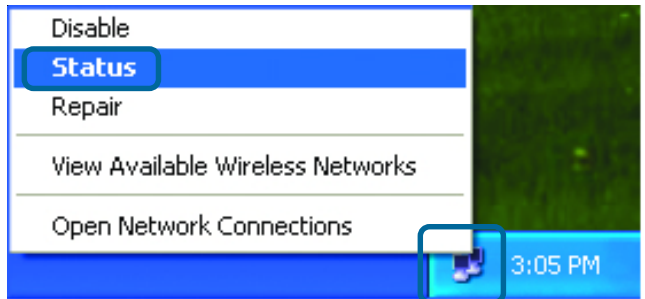 Disable
Status
Repair
View Available Wireless Networks
Open Network Connections
3:05 PM